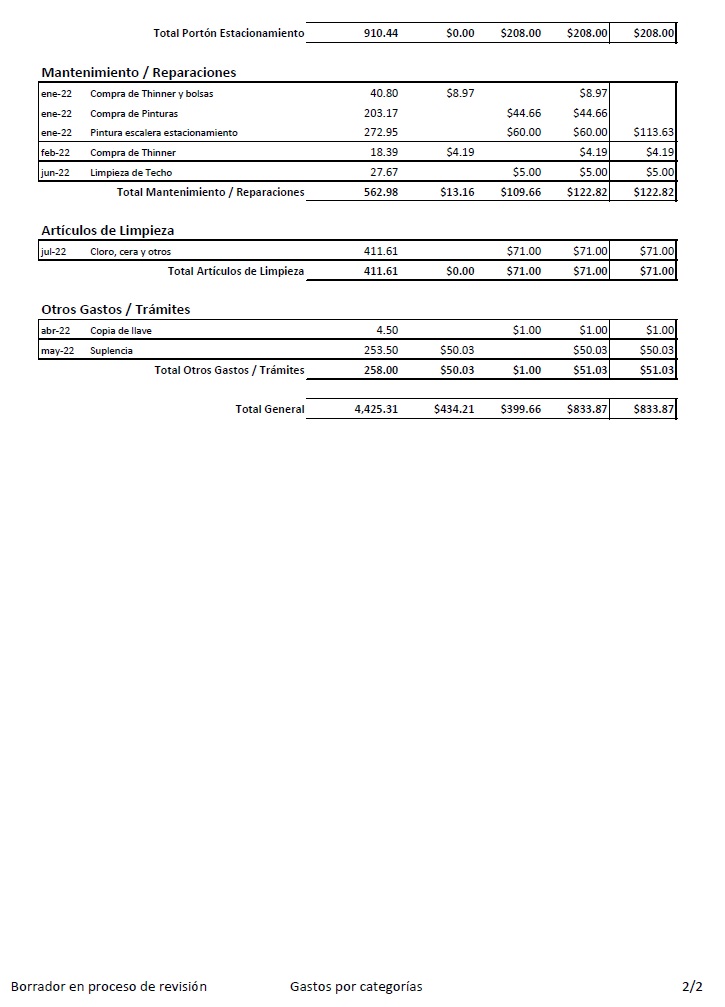 Total Portón Estacionamiento 910.44 $0.00 $208.00 $208.00 $208.00
Mantenimiento / Reparaciones
ene-22 Compra de Thinner y bolsas 40.80 $8.97 $8.97
ene-22 Compra de Pinturas 203.17 $44.66 $44.66
ene-22 Pintura escalera estacionamiento 272.95 $60.00 $60.00 $113.63
feb-22 Compra de Thinner 18.39 $4.19 $4.19 $4.19
jun-22 Limpieza de Techo 27.67 $5.00 $5.00 $5.00
Total Mantenimiento / Reparaciones 562.98 $13.16 $109.66 $122.82 $122.82
Artículos de Limpieza
jul-22 Cloro, cera y otros 411.61 $71.00 $71.00 $71.00
Total Artículos de Limpieza 411.61 $0.00 $71.00 $71.00 $71.00
Otros Gastos / Trámites
abr-22 Copia de llave 4.50 $1.00 $1.00 $1.00
may-22 Suplencia 253.50 $50.03 $50.03 $50.03
Total Otros Gastos / Trámites 258.00 $50.03 $1.00 $51.03 $51.03
Total General 4,425.31 $434.21 $399.66 $833.87 $833.87
Borrador en proceso de revisión Gastos por categorías 2/2